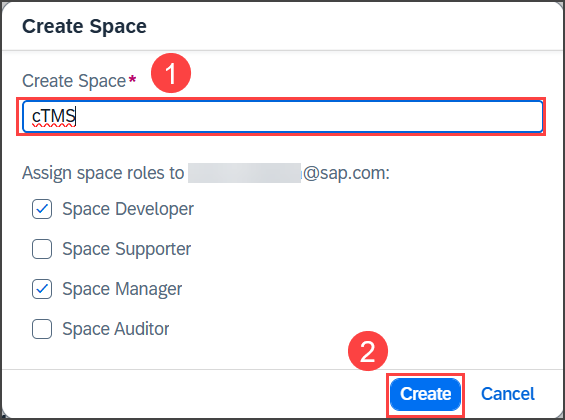 Create Space
Create Space*
1
cTMS
Assign space roles to @sap.com:
Space Developer
Space Supporter
Space Manager
Space Auditor
2
Create Cancel